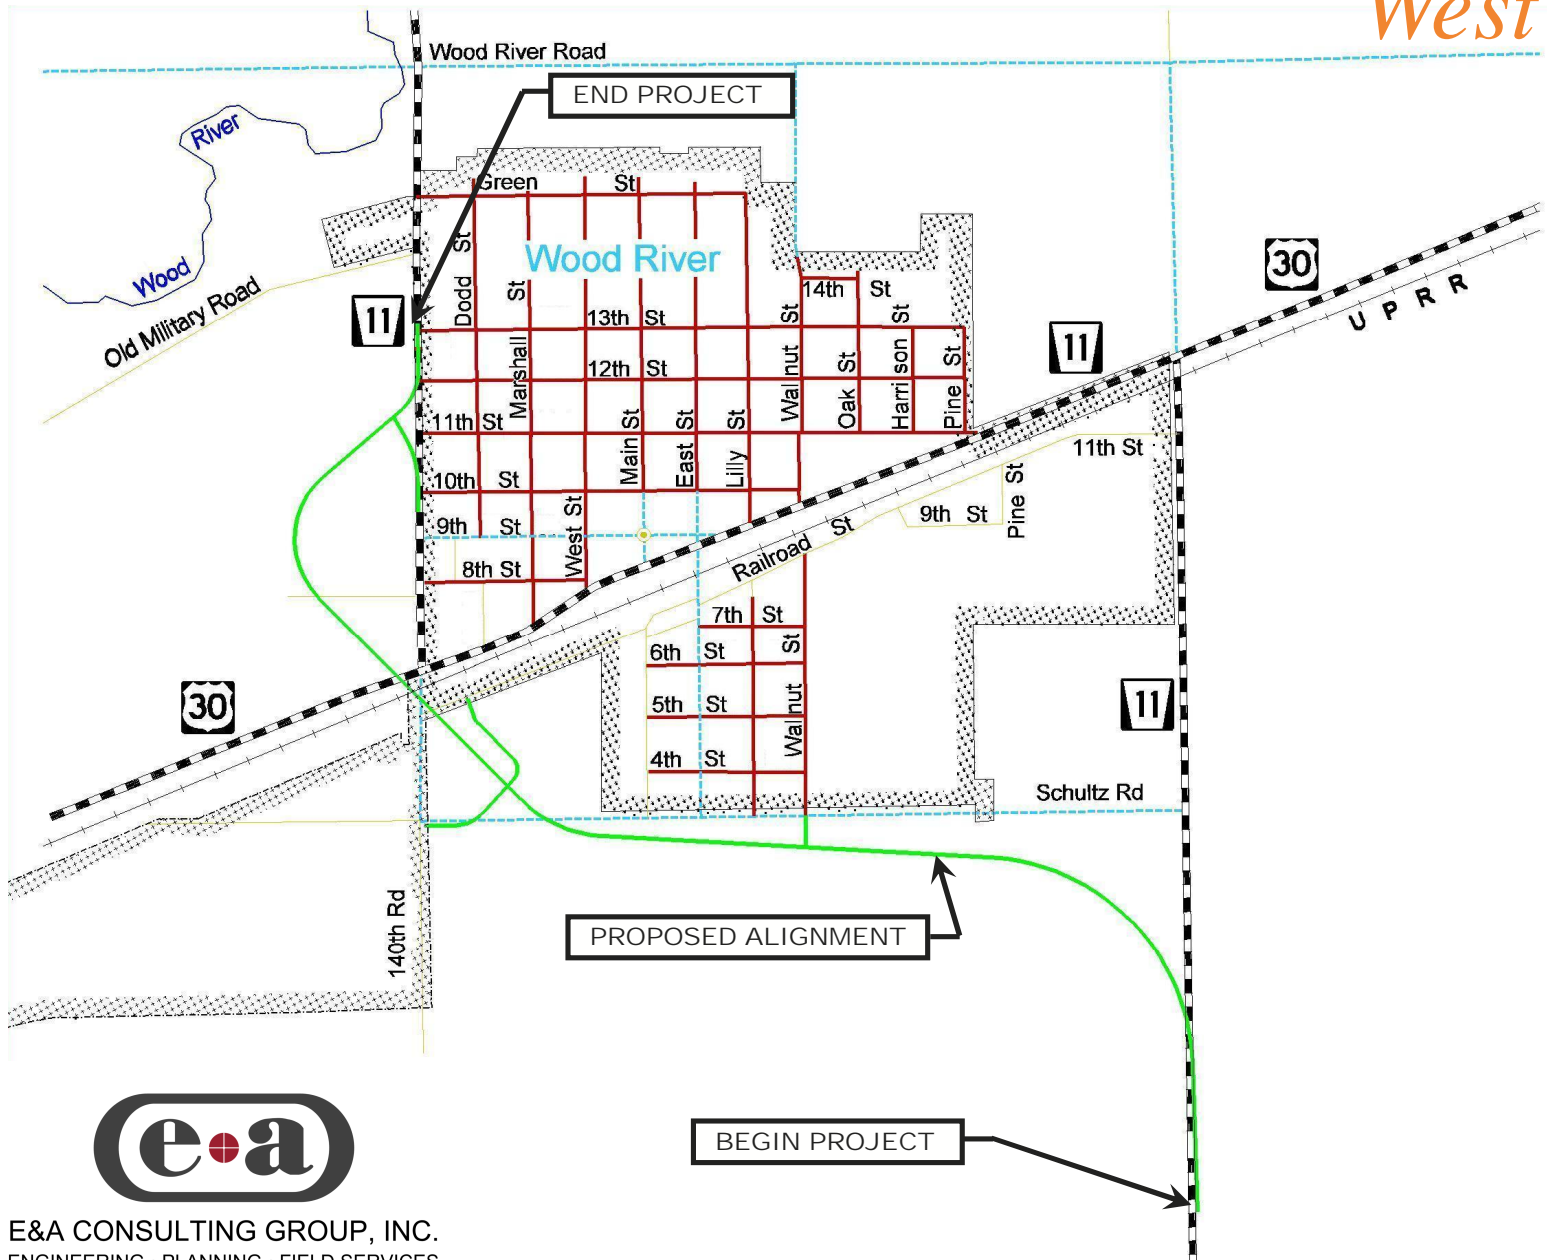 West
Wood River Road
END PROJECT
River
Green St
Wood River
Dodd St
Wood
Old Military Road
30
U P R R
11
St
14th St
13th St
St
St
11
Marshall
12th St
Walnut
Oak St
Harrison
Pine St
11th St
Main St
East St
Lilly St
11th St
10th St
West St
Pine St
9th St
9th St
Railroad St
8th St
7th St
6th St
St
30
5th St
Walnut
11
4th St
Schultz Rd
140th Rd
PROPOSED ALIGNMENT
BEGIN PROJECT
e a
E&A CONSULTING GROUP, INC.
ENGINEERING · PLANNING · FIELD SERVICES